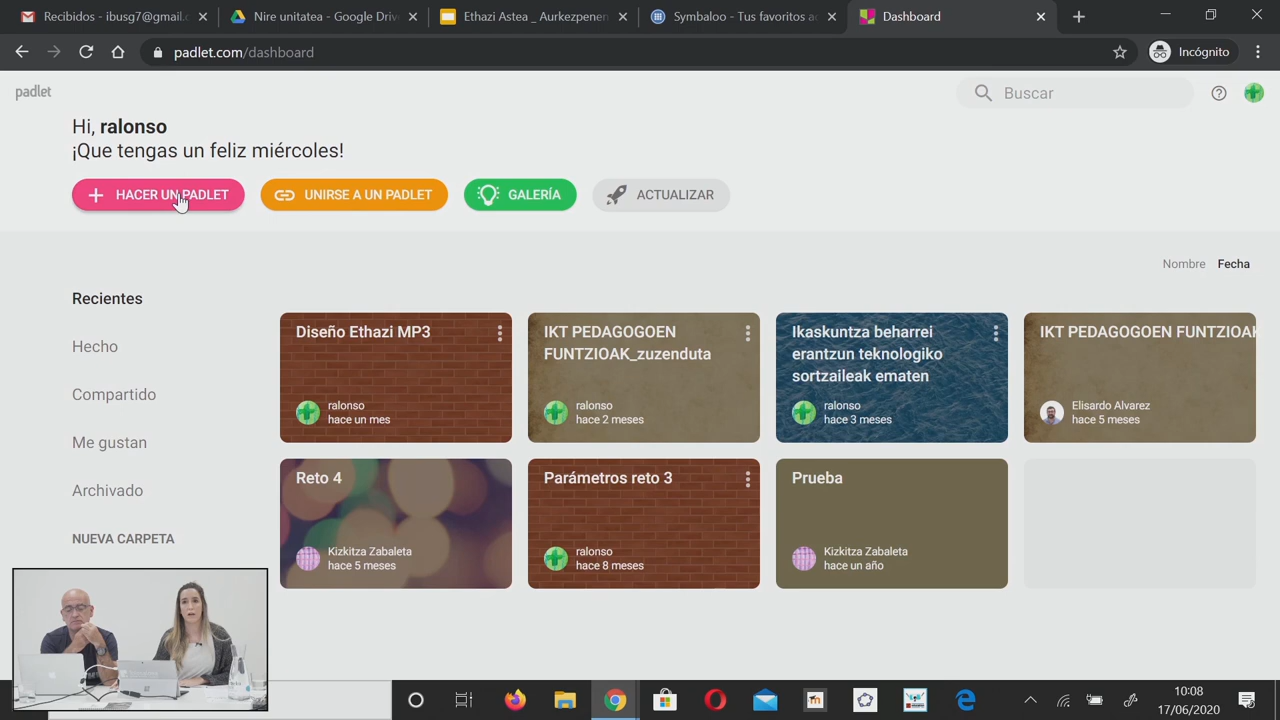 Recibidos - ibusg7@gmail.c
Nire unitatea - Google Drive
Ethazi Astea _ Aurkezpenen
Symbaloo - Tus favoritos ac
Dashboard
padlet.com/dashboard
Incógnito
padlet
Buscar
Hi, ralonso
¡Que tengas un feliz miércoles!
HACER UN PADLET
UNIRSE A UN PADLET
GALERÍA
ACTUALIZAR
Nombre
Fecha
Recientes
Hecho
Compartido
Me gustan
Archivado
NUEVA CARPETA
Diseño Ethazi MP3
ralonso
hace un mes
IKT PEDAGOGOEN
FUNTZIOAK_zuzenduta
ralonso
hace 2 meses
Ikaskuntza beharrei
erantzun teknologiko
sortzaileak ematen
ralonso
hace 3 meses
IKT PEDAGOGOEN FUNTZIOAK
Elisardo Alvarez
hace 5 meses
Reto 4
Kizkitza Zabaleta
hace 5 meses
Parámetros reto 3
ralonso
hace 8 meses
Prueba
Kizkitza Zabaleta
hace un año
10:08
17/06/2020